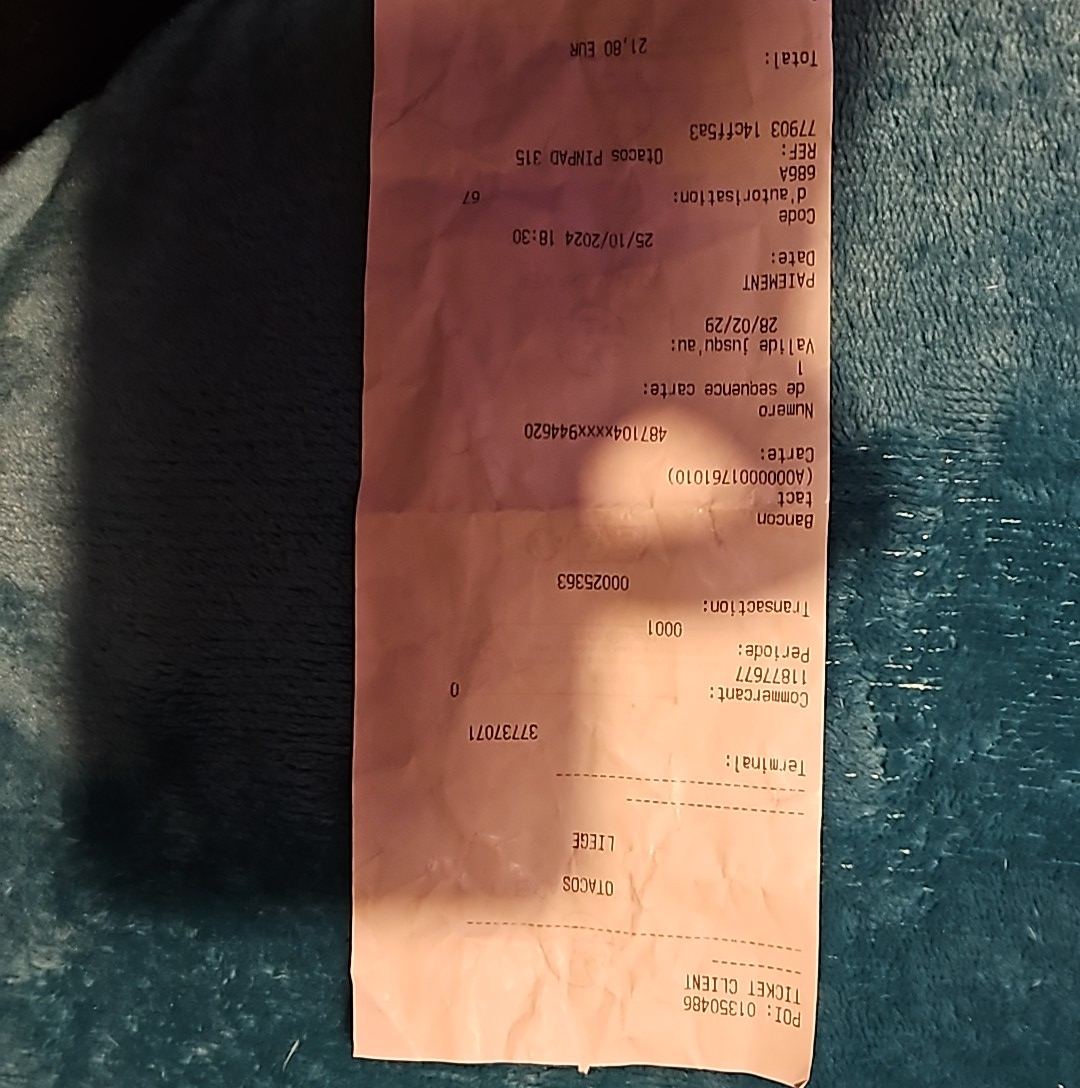 POI: 01350486
TICKET CLIENT
OTACOS
LIEGE
Terminal:
37737071
Commercant: 0
11877677
Periode:
0001
Transaction:
00025363
Bancon
tact
(A0000001761010)
Carte:
487104xxxx944620
Numero
de sequence carte:
1
Valide jusqu'au:
28/02/29
PAIEMENT
Date:
25/10/2024 18:30
Code
d'autorisation: 67
686A
REF: Otacos PINPAD 315
77903 14cff5a3
Total:
21,80 EUR